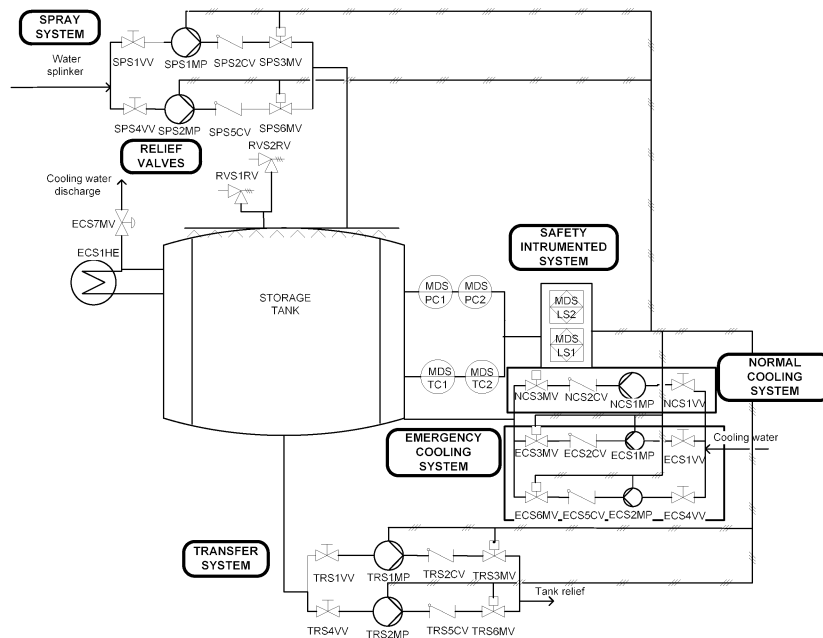 SPRAY
SYSTEM
SPS1VV
SPS1MP
SPS2CV
SPS3MV
Water
splinker
SPS4VV
SPS2MP
SPS5CV
SPS6MV
RELIEF
VALVES
RVS2RV
RVS1RV
Cooling water
discharge
ECS7MV
ECS1HE
STORAGE
TANK
SAFETY
INTRUMENTED
SYSTEM
MDS
PC1
MDS
PC2
MDS
LS2
MDS
LS1
MDS
TC1
MDS
TC2
NORMAL
COOLING
SYSTEM
NCS3MV
NCS2CV
NCS1MP
NCS1VV
EMERGENCY
COOLING
SYSTEM
ECS3MV
ECS2CV
ECS1MP
ECS1VV
Cooling water
ECS6MV
ECS5CV
ECS2MP
ECS4VV
TRANSFER
SYSTEM
TRS1VV
TRS1MP
TRS2CV
TRS3MV
Tank relief
TRS4VV
TRS2MP
TRS5CV
TRS6MV